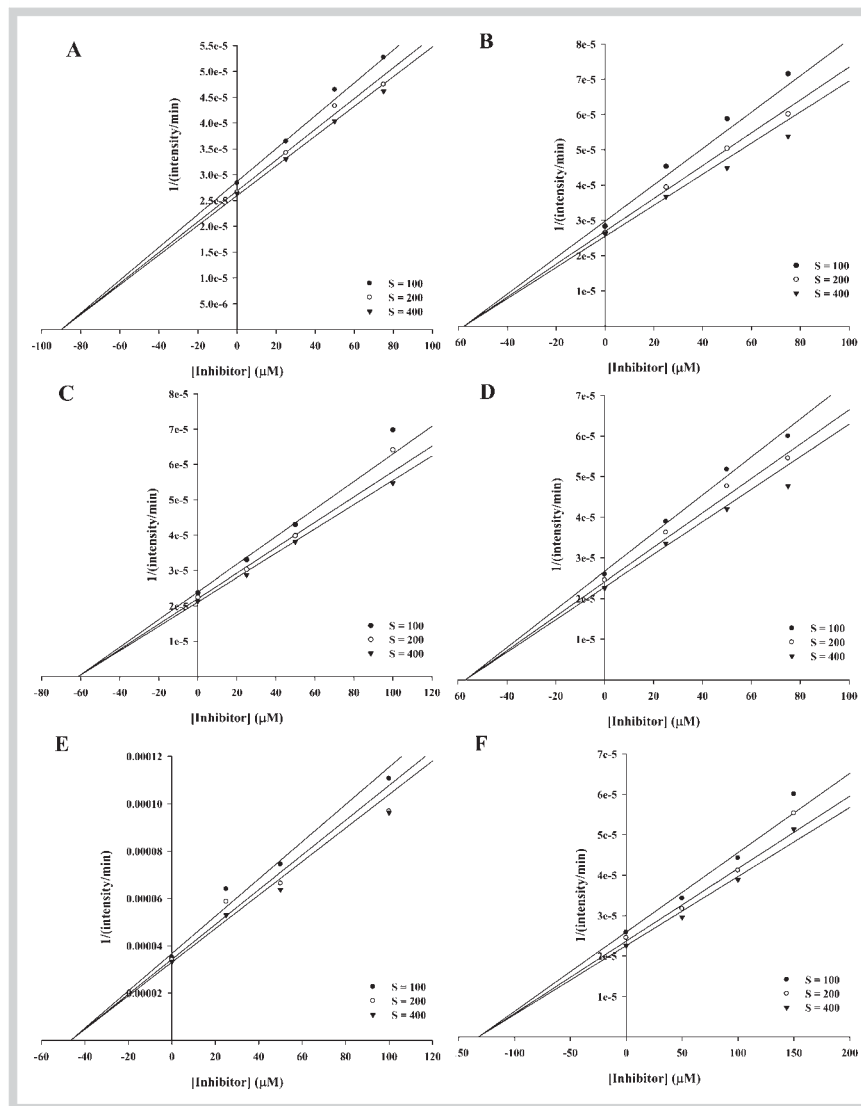 A
5.5e-5
5.0e-5
4.5e-5
4.0e-5
3.5e-5
3.0e-5
2.5e-5
2.0e-5
1.5e-5
1.0e-5
5.0e-6
1/(intensity/min)
S = 100
S = 200
S = 400
-100 -80 -60 -40 -20 0 20 40 60 80 100
[Inhibitor] (µM)
B
8e-5
7e-5
6e-5
5e-5
4e-5
3e-5
2e-5
1e-5
1/(intensity/min)
S = 100
S = 200
S = 400
60 -40 -20 0 20 40 60 80 100
[Inhibitor] (µM)
C
8e-5
7e-5
6e-5
5e-5
4e-5
3e-5
2e-5
1e-5
1/(intensity/min)
S = 100
S = 200
S = 400
-80 -60 -40 -20 0 20 40 60 80 100 120
[Inhibitor] (µM)
D
7e-5
6e-5
5e-5
4e-5
3e-5
2e-5
1e-5
1/(intensity/min)
S = 100
S = 200
S = 400
-60 -40 -20 0 20 40 60 80 100
[Inhibitor] (µM)
E
0.00012
0.00010
0.00008
0.00006
0.00004
0.00002
1/(intensity/min)
S = 100
S = 200
S = 400
-60 -40 -20 0 20 40 60 80 100 120
[Inhibitor] (µM)
F
7e-5
6e-5
5e-5
4e-5
3e-5
2e-5
1e-5
1/(intensity/min)
S = 100
S = 200
S = 400
150 -100 -50 0 50 100 150 200
[Inhibitor] (µM)